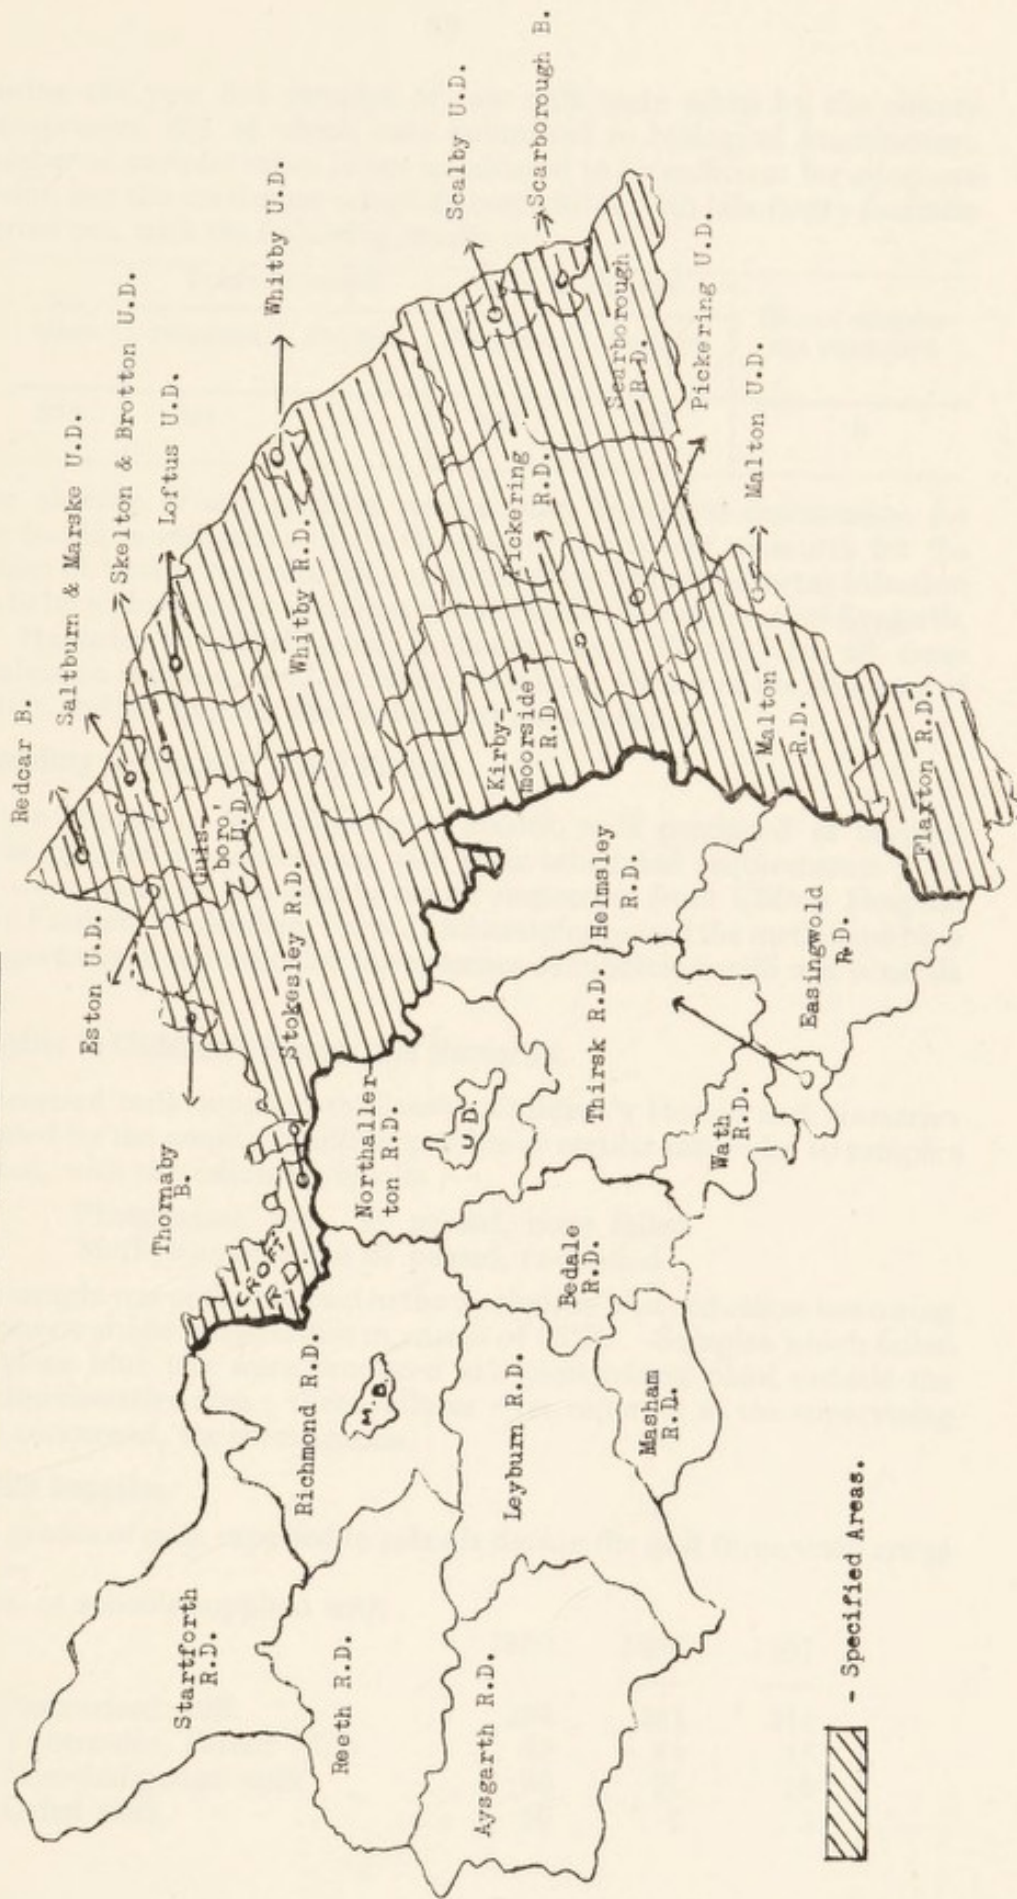 Redcar B.
Saltburn & Marske U.D.
Skelton & Brotton U.D.
Loftus U.D.
Whitby U.D.
Scalby U.D.
Scarborough B.
Eston U.D.
Guis-
boro'
U.D.
Whitby R.D.
Thornaby
B.
Stokesley R.D.
Kirby-
moorside
R.D.
Pickering
R.D.
Scarborough
R.D.
Pickering U.D.
Malton U.D.
Malton
R.D.
Flaxton R.D.
CROFT
R.D.
Startforth
R.D.
Richmond R.D.
M.B.
Northaller-
ton R.D.
U.D.
Helmsley
R.D.
Reeth R.D.
Leyburn R.D.
Bedale
R.D.
Thirsk R.D.
Easingwold
R.D.
Aysgarth R.D.
Masham
R.D.
Wath
R.D.
- Specified Areas.